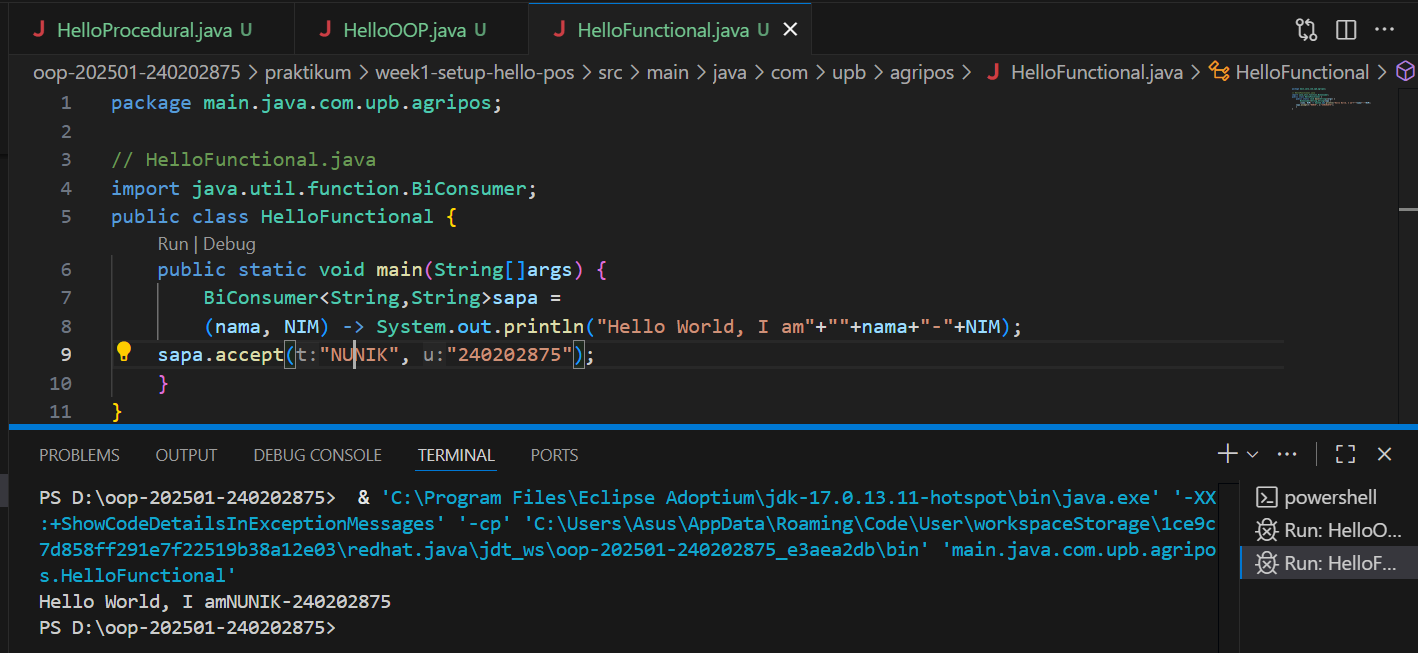 HelloProcedural.java U
HelloOOP.java U
HelloFunctional.java U
oop-202501-240202875 > praktikum > week1-setup-hello-pos > src > main > java > com > upb > agripos > HelloFunctional.java > HelloFunctional >
1 package main.java.com.upb.agripos;
2
3 // HelloFunctional.java
4 import java.util.function.BiConsumer;
5 public class HelloFunctional {
Run | Debug
6 public static void main(String[]args) {
7 BiConsumer<String,String>sapa =
8 (nama, NIM) -> System.out.println("Hello World, I am"+""+nama+"-"+NIM);
9 sapa.accept(t:"NUNIK", u:"240202875");
10 }
11 }
PROBLEMS OUTPUT DEBUG CONSOLE TERMINAL PORTS
PS D:\oop-202501-240202875> & 'C:\Program Files\Eclipse Adoptium\jdk-17.0.13.11-hotspot\bin\java.exe' '-XX
:+ShowCodeDetailsInExceptionMessages' '-cp' 'C:\Users\Asus\AppData\Roaming\Code\User\workspaceStorage\1ce9c
7d858ff291e7f22519b38a12e03\redhat.java\jdt_ws\oop-202501-240202875_e3aea2db\bin' 'main.java.com.upb.agripo
s.HelloFunctional'
Hello World, I amNUNIK-240202875
PS D:\oop-202501-240202875>
powershell
Run: HelloO...
Run: HelloF...